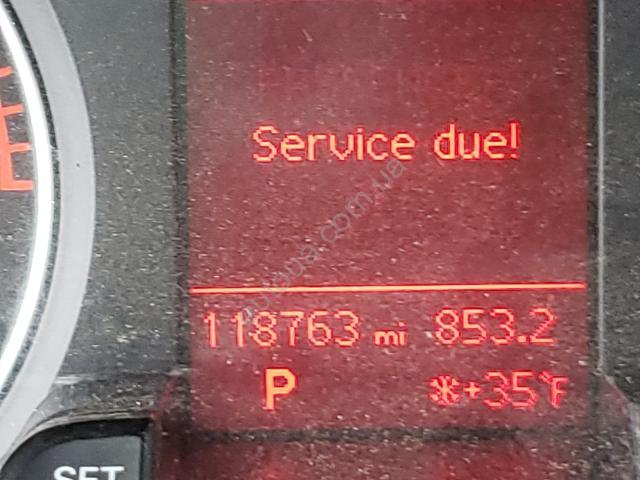 Service due!
118763 mi 853.2
P ❄+35°F
SET